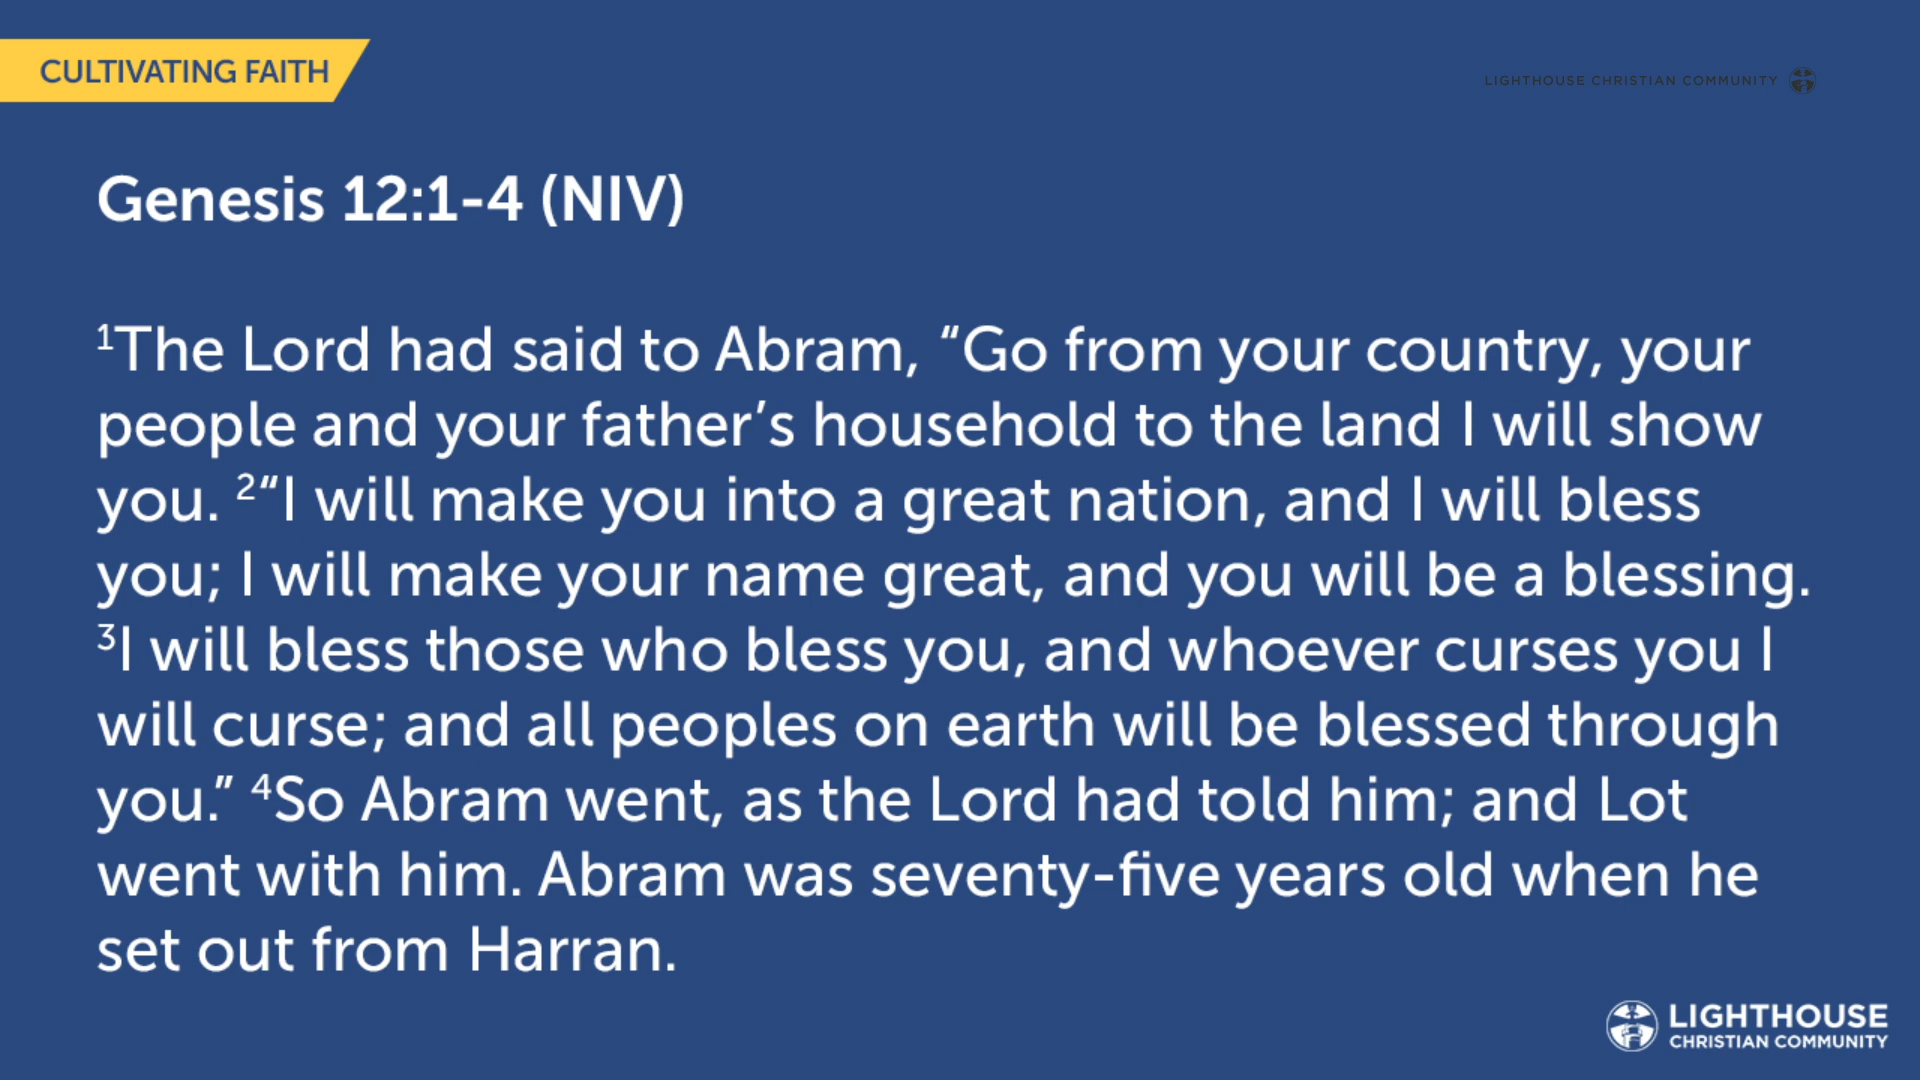 CULTIVATING FAITH
LIGHTHOUSE CHRISTIAN COMMUNITY
Genesis 12:1-4 (NIV)
¹The Lord had said to Abram, “Go from your country, your
people and your father’s household to the land I will show
you. ²“I will make you into a great nation, and I will bless
you; I will make your name great, and you will be a blessing.
³I will bless those who bless you, and whoever curses you I
will curse; and all peoples on earth will be blessed through
you.” ⁴So Abram went, as the Lord had told him; and Lot
went with him. Abram was seventy-five years old when he
set out from Harran.
LIGHTHOUSE
CHRISTIAN COMMUNITY